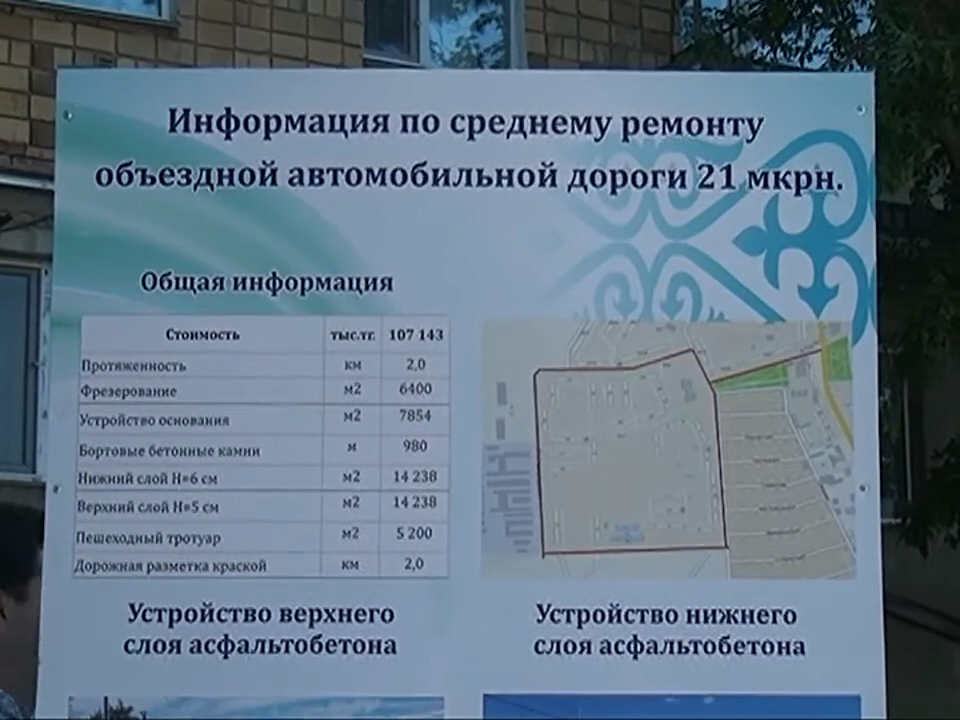 Информация по среднему ремонту
объездной автомобильной дороги 21 мкрн.
Общая информация
Стоимость тыс.тг. 107 143
Протяженность км 2,0
Фрезерование м2 6400
Устройство основания м2 7854
Бортовые бетонные камни м 980
Нижний слой Н=6 см м2 14 238
Верхний слой Н=5 см м2 14 238
Пешеходный тротуар м2 5 200
Дорожная разметка краской км 2,0
Устройство верхнего
слоя асфальтобетона
Устройство нижнего
слоя асфальтобетона